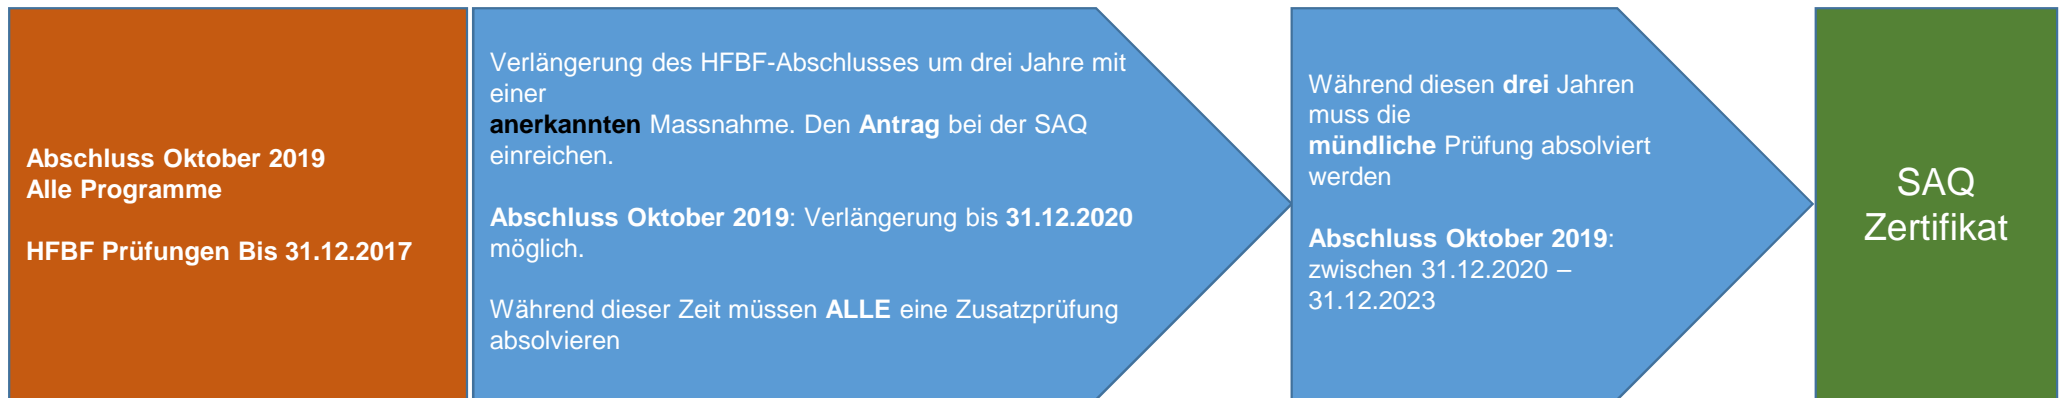 Abschluss Oktober 2019
Alle Programme
HFBF Prüfungen Bis 31.12.2017
Verlängerung des HFBF-Abschlusses um drei Jahre mit
einer
anerkannten Massnahme. Den Antrag bei der SAQ
einreichen.
Abschluss Oktober 2019: Verlängerung bis 31.12.2020
möglich.
Während dieser Zeit müssen ALLE eine Zusatzprüfung
absolvieren
Während diesen drei Jahren
muss die
mündliche Prüfung absolviert
werden
Abschluss Oktober 2019:
zwischen 31.12.2020 –
31.12.2023
SAQ
Zertifikat